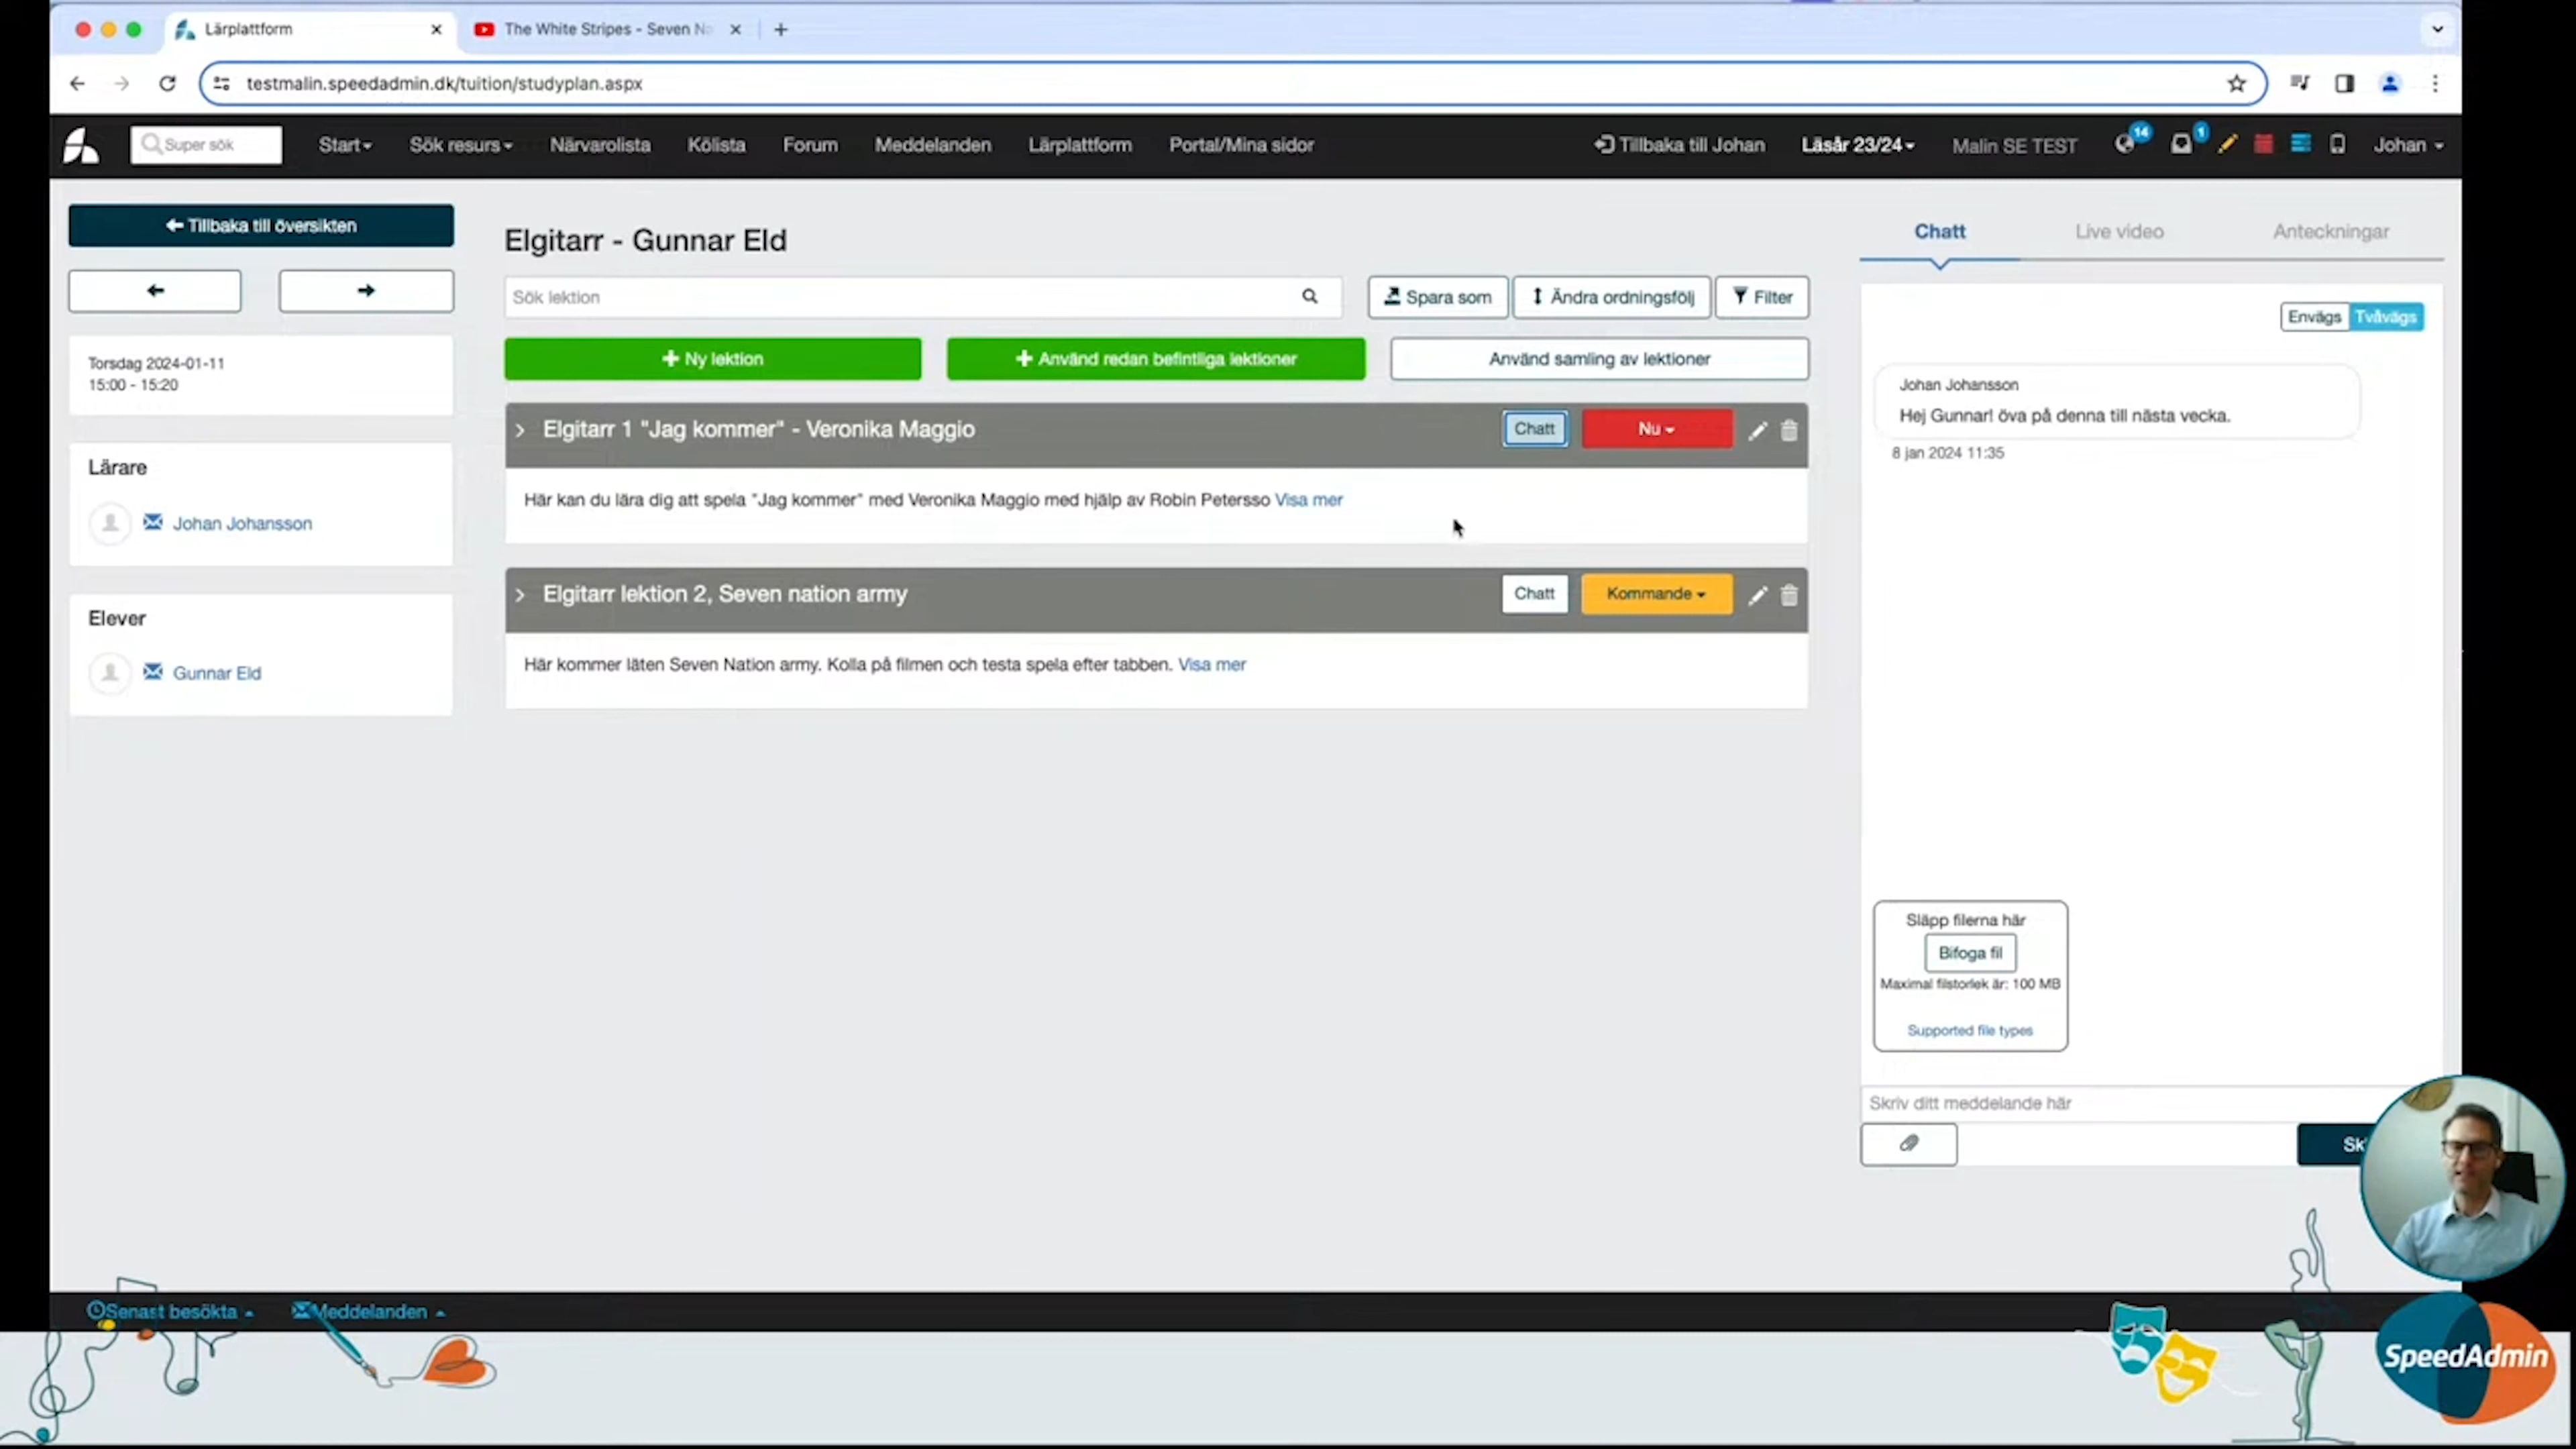 Lärplattform
The White Stripes - Seven Na
testmalin.speedadmin.dk/tuition/studyplan.aspx
Super sök
Start
Sök resurs
Närvarolista
Kölista
Forum
Meddelanden
Lärplattform
Portal/Mina sidor
Tillbaka till Johan
Läsår 23/24
Malin SE TEST
14
1
Johan
Tillbaka till översikten
Torsdag 2024-01-11
15:00 - 15:20
Lärare
Johan Johansson
Elever
Gunnar Eld
Elgitarr - Gunnar Eld
Sök lektion
Spara som
Ändra ordningsfölj
Filter
Ny lektion
Använd redan befintliga lektioner
Använd samling av lektioner
Elgitarr 1 "Jag kommer" - Veronika Maggio
Chatt
Nu
Här kan du lära dig att spela "Jag kommer" med Veronika Maggio med hjälp av Robin Petersso Visa mer
Elgitarr lektion 2, Seven nation army
Chatt
Kommande
Här kommer låten Seven Nation army. Kolla på filmen och testa spela efter tabben. Visa mer
Chatt
Live video
Anteckningar
Envägs
Tvåvägs
Johan Johansson
Hej Gunnar! öva på denna till nästa vecka.
8 jan 2024 11:35
Släpp filerna här
Bifoga fil
Maximal filstorlek är: 100 MB
Supported file types
Skriv ditt meddelande här
Sk
Senast besökta
Meddelanden
SpeedAdmin